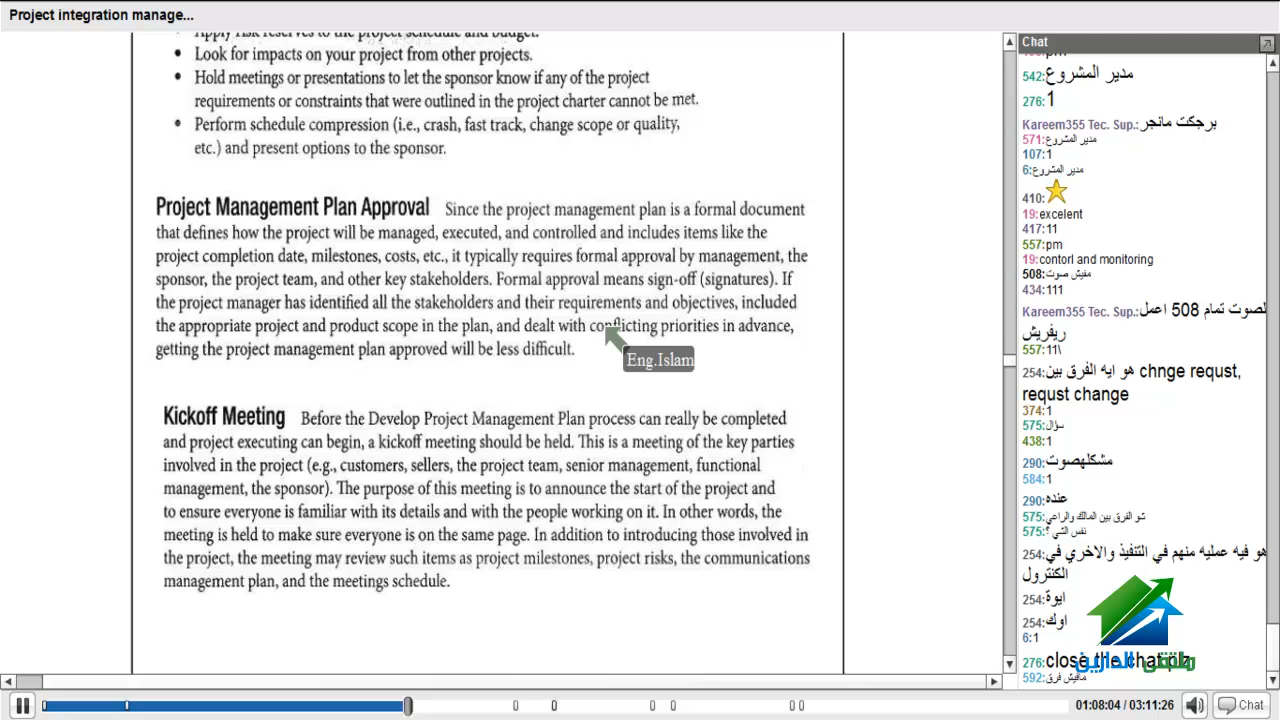 Project integration manage...
Apply risk reserves to the project schedule and budget.
• Look for impacts on your project from other projects.
• Hold meetings or presentations to let the sponsor know if any of the project
requirements or constraints that were outlined in the project charter cannot be met.
• Perform schedule compression (i.e., crash, fast track, change scope or quality,
etc.) and present options to the sponsor.
Project Management Plan Approval Since the project management plan is a formal document
that defines how the project will be managed, executed, and controlled and includes items like the
project completion date, milestones, costs, etc., it typically requires formal approval by management, the
sponsor, the project team, and other key stakeholders. Formal approval means sign-off (signatures). If
the project manager has identified all the stakeholders and their requirements and objectives, included
the appropriate project and product scope in the plan, and dealt with conflicting priorities in advance,
getting the project management plan approved will be less difficult.
Eng.Islam
Kickoff Meeting Before the Develop Project Management Plan process can really be completed
and project executing can begin, a kickoff meeting should be held. This is a meeting of the key parties
involved in the project (e.g., customers, sellers, the project team, senior management, functional
management, the sponsor). The purpose of this meeting is to announce the start of the project and
to ensure everyone is familiar with its details and with the people working on it. In other words, the
meeting is held to make sure everyone is on the same page. In addition to introducing those involved in
the project, the meeting may review such items as project milestones, project risks, the communications
management plan, and the meetings schedule.
Chat
542: مدير المشروع
276: 1
Kareem355 Tec. Sup.: برجكت مانجر
571: مدير المشروع
107: 1
6: مدير المشروع
410:
19: excelent
417: 11
557: pm
19: contorl and monitoring
508: مفيش صوت
434: 111
Kareem355 Tec. Sup.: لصوت تمام 508 اعمل
ريفريش
557: 11\
254: هو ايه الفرق بين chnge requst,
requst change
374: 1
575: سؤال
438: 1
290: مشكلهصوت
584: 1
290: عنده
575: شو الفرق بين المالك والراعي
575: نفس الشي ؟
254: هو فيه عمليه منهم في التنفيذ والاخري في
الكنترول
254: ايوة
254: اوك
6: 1
276: close the chat plz
592: مافيش فرق
ملتقى الدارين
01:08:04 / 03:11:26
Chat